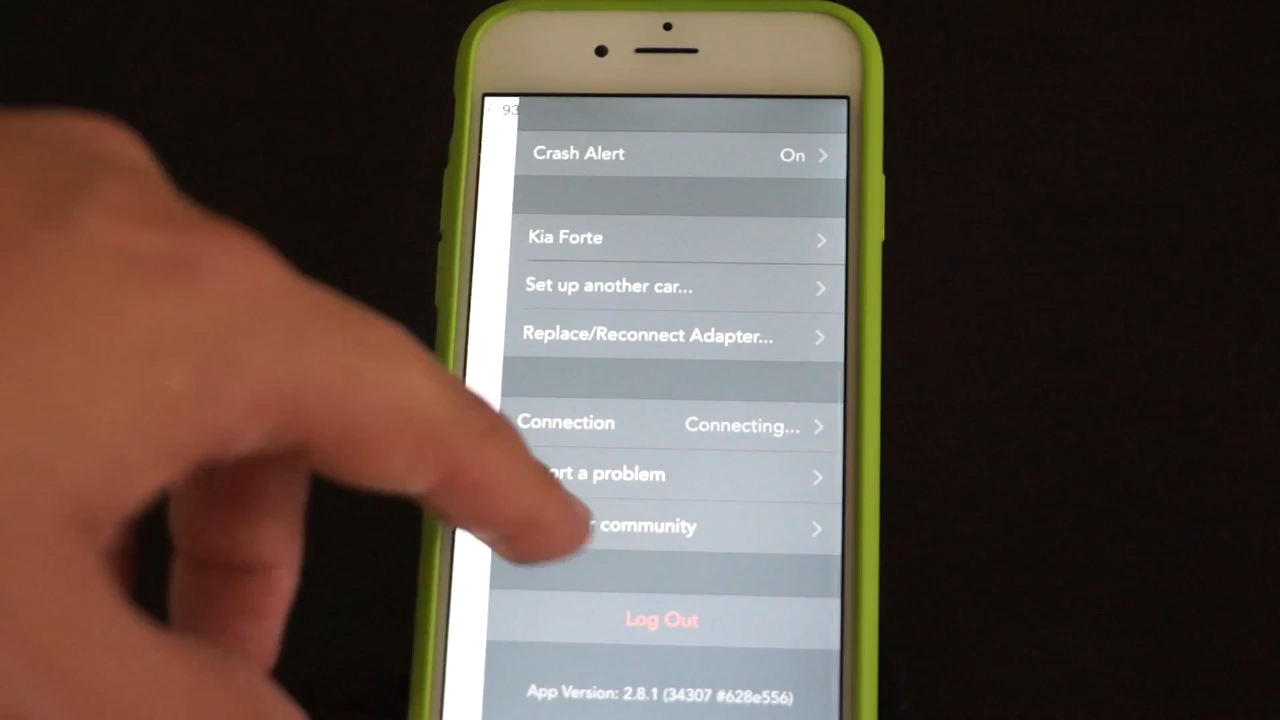 93
Crash Alert On
Kia Forte
Set up another car...
Replace/Reconnect Adapter...
Connection Connecting...
a problem
community
Log Out
App Version: 2.8.1 (34307 #628e556)